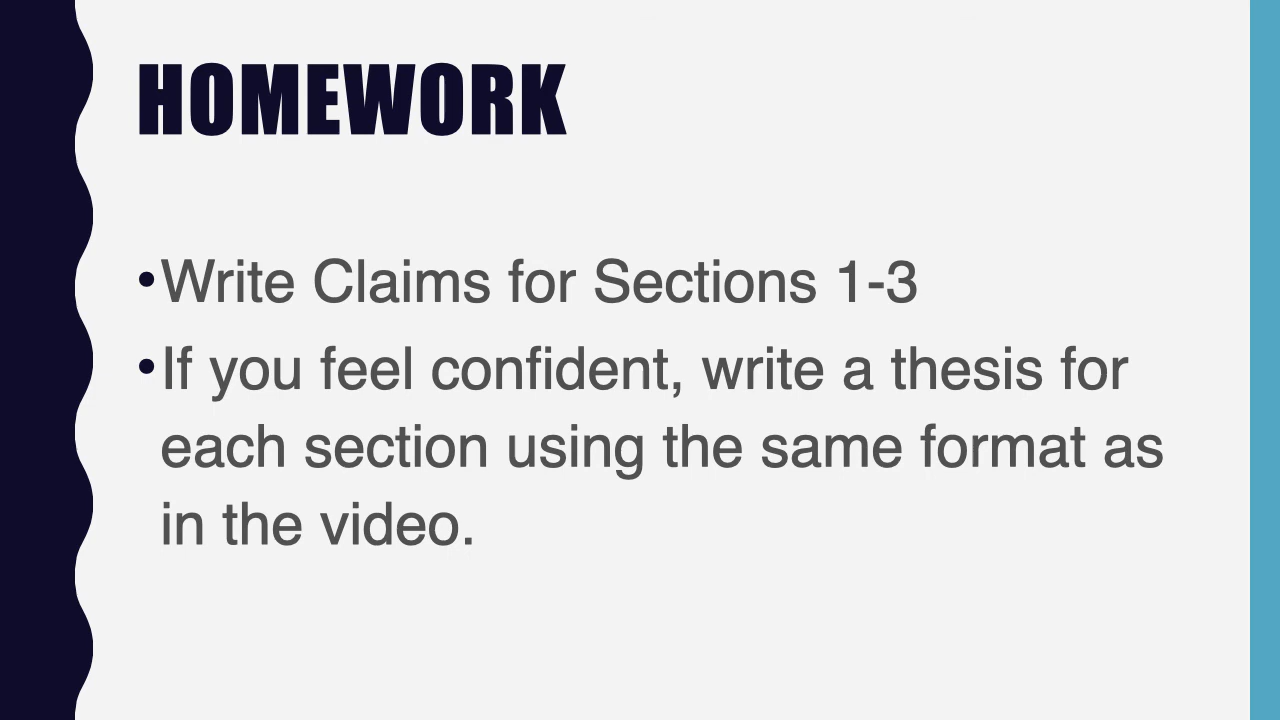 HOMEWORK
•Write Claims for Sections 1-3
•If you feel confident, write a thesis for
each section using the same format as
in the video.